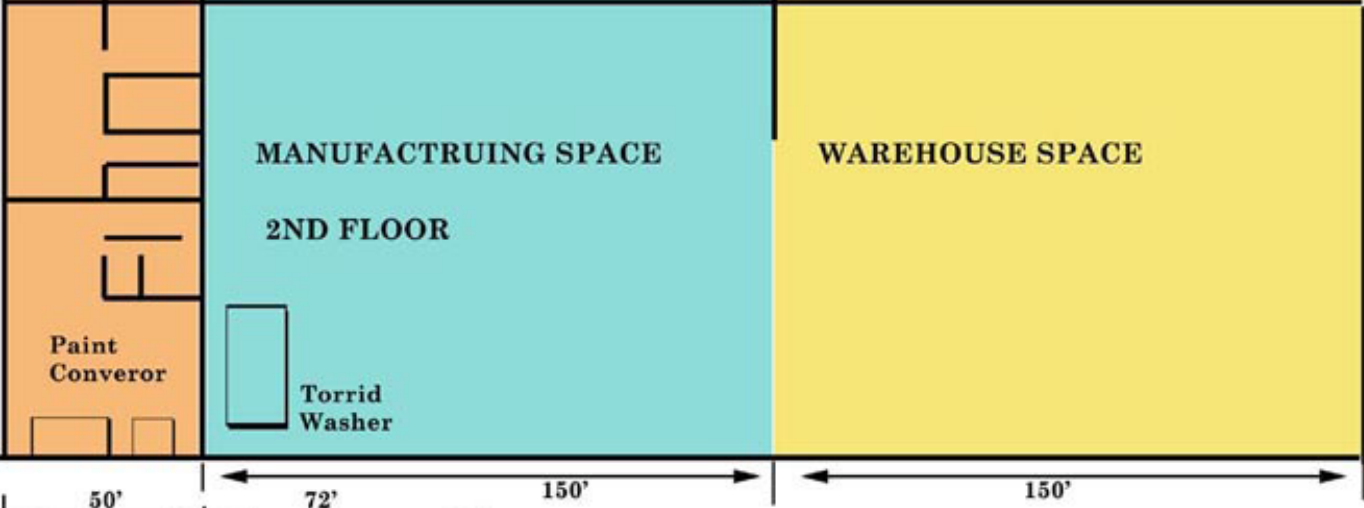 MANUFACTRUING SPACE
WAREHOUSE SPACE
2ND FLOOR
Paint
Converor
Torrid
Washer
50'
72'
150'
150'